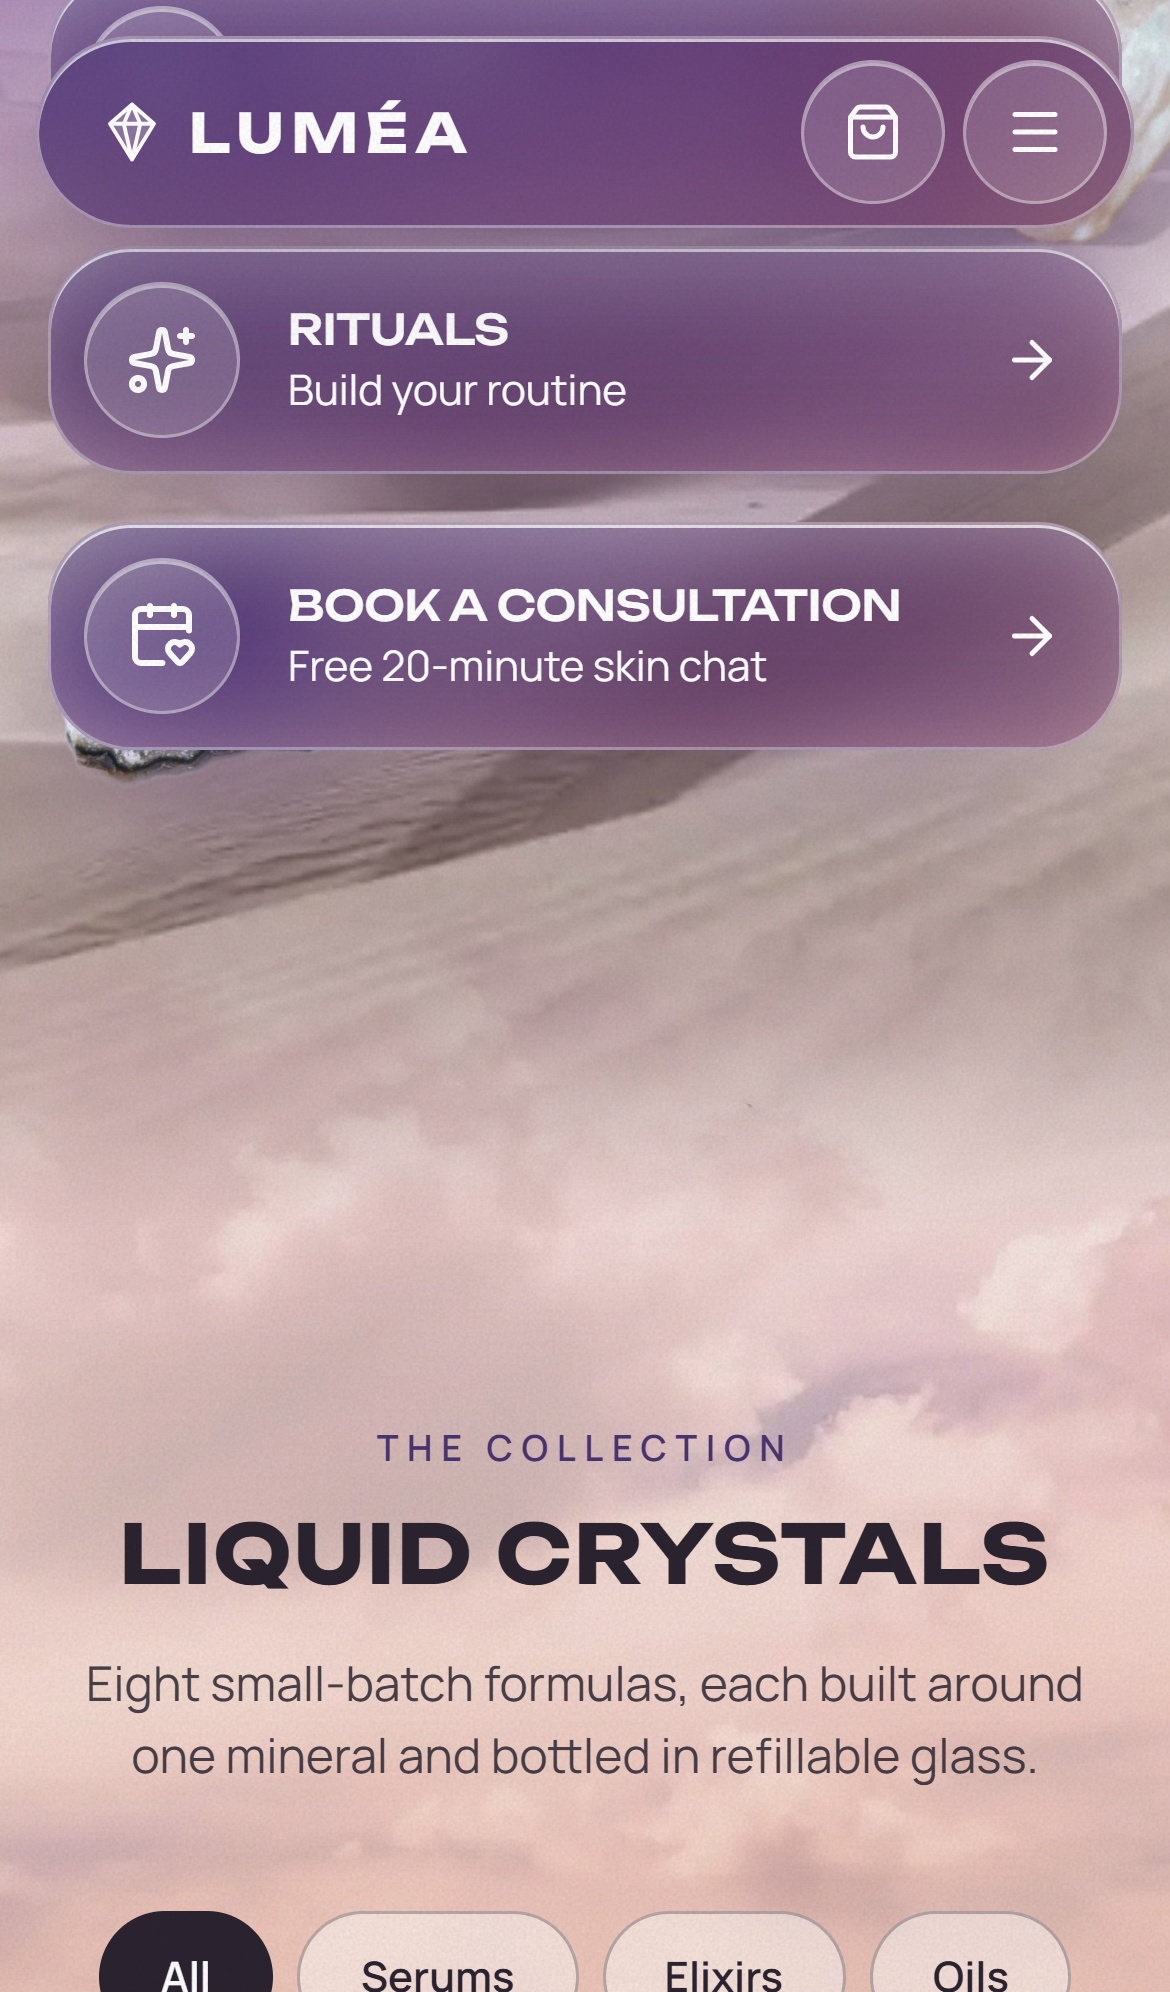 LUMÉA
RITUALS
Build your routine
BOOK A CONSULTATION
Free 20-minute skin chat
THE COLLECTION
LIQUID CRYSTALS
Eight small-batch formulas, each built around
one mineral and bottled in refillable glass.
All Serums Elixirs Oils